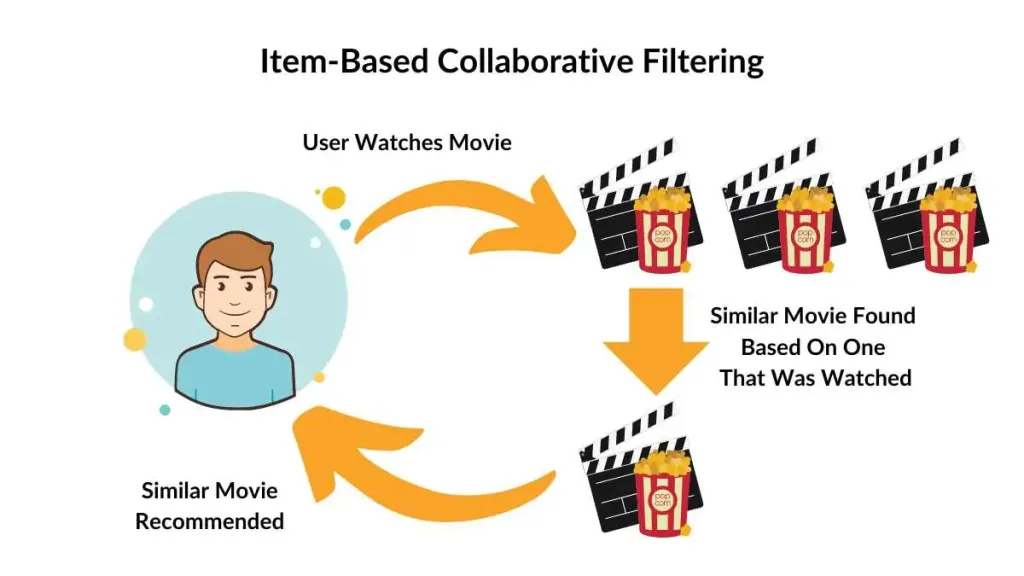 Item-Based Collaborative Filtering
User Watches Movie
pop
corn
pop
corn
pop
corn
Similar Movie Found
Based On One
That Was Watched
pop
corn
Similar Movie
Recommended